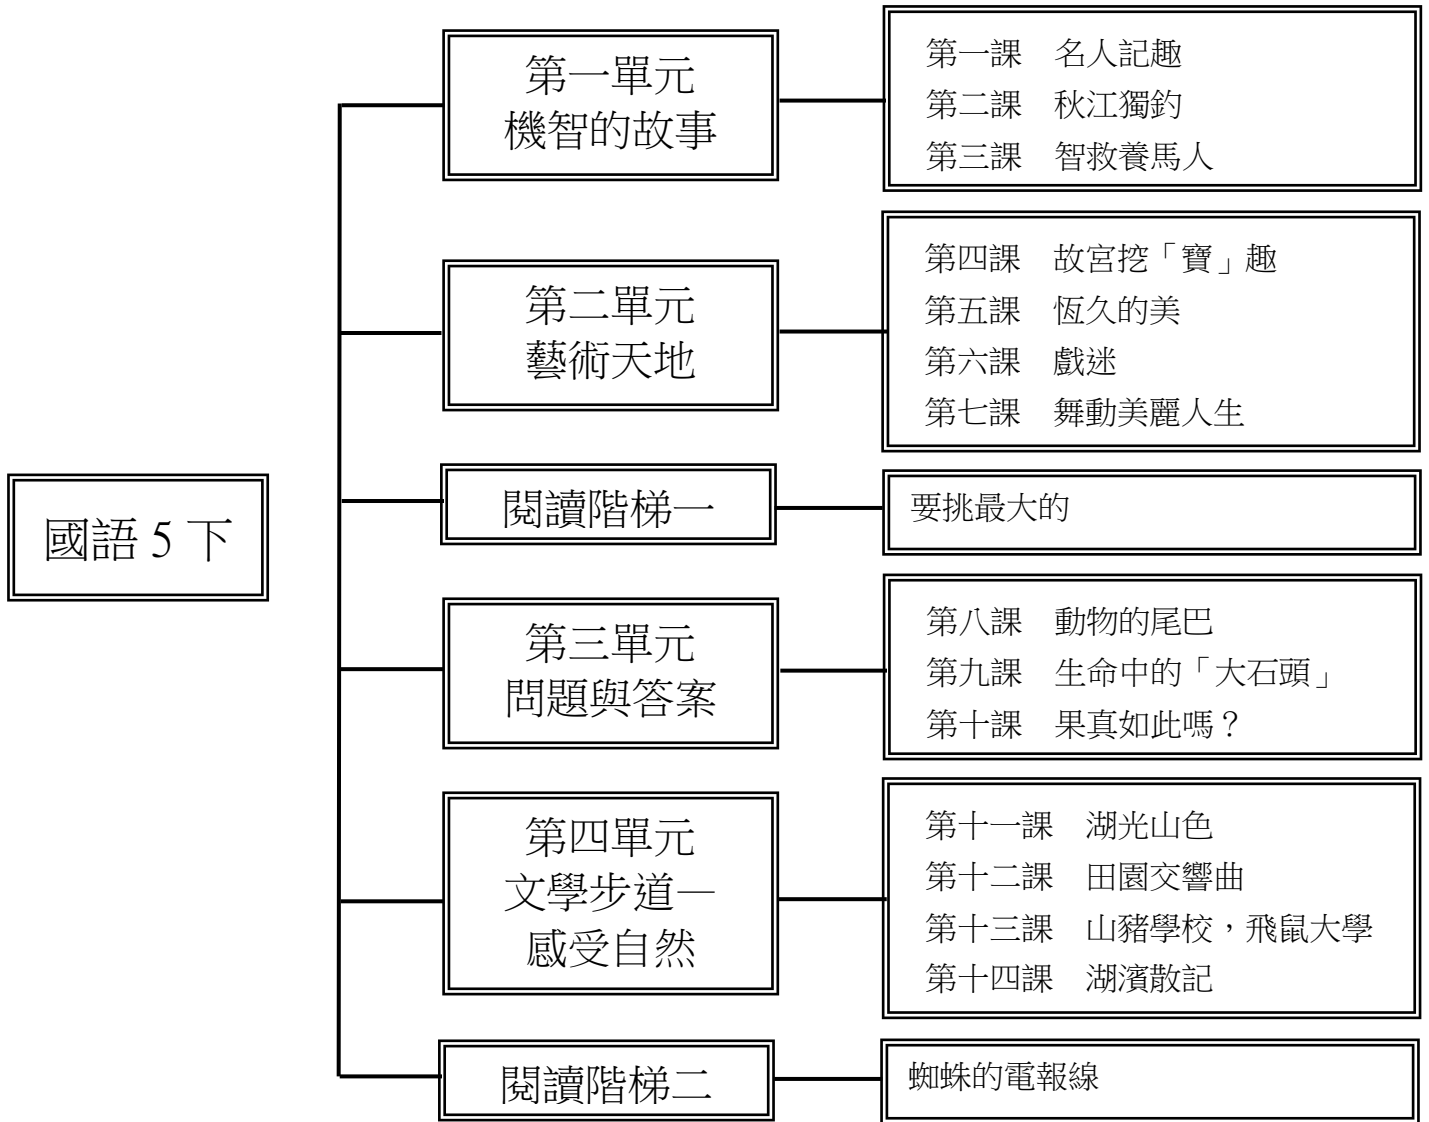 國語 5 下
第一單元
機智的故事
第一課　名人記趣
第二課　秋江獨釣
第三課　智救養馬人
第二單元
藝術天地
第四課　故宮挖「寶」趣
第五課　恆久的美
第六課　戲迷
第七課　舞動美麗人生
閱讀階梯一
要挑最大的
第三單元
問題與答案
第八課　動物的尾巴
第九課　生命中的「大石頭」
第十課　果真如此嗎？
第四單元
文學步道—
感受自然
第十一課　湖光山色
第十二課　田園交響曲
第十三課　山豬學校，飛鼠大學
第十四課　湖濱散記
閱讀階梯二
蜘蛛的電報線